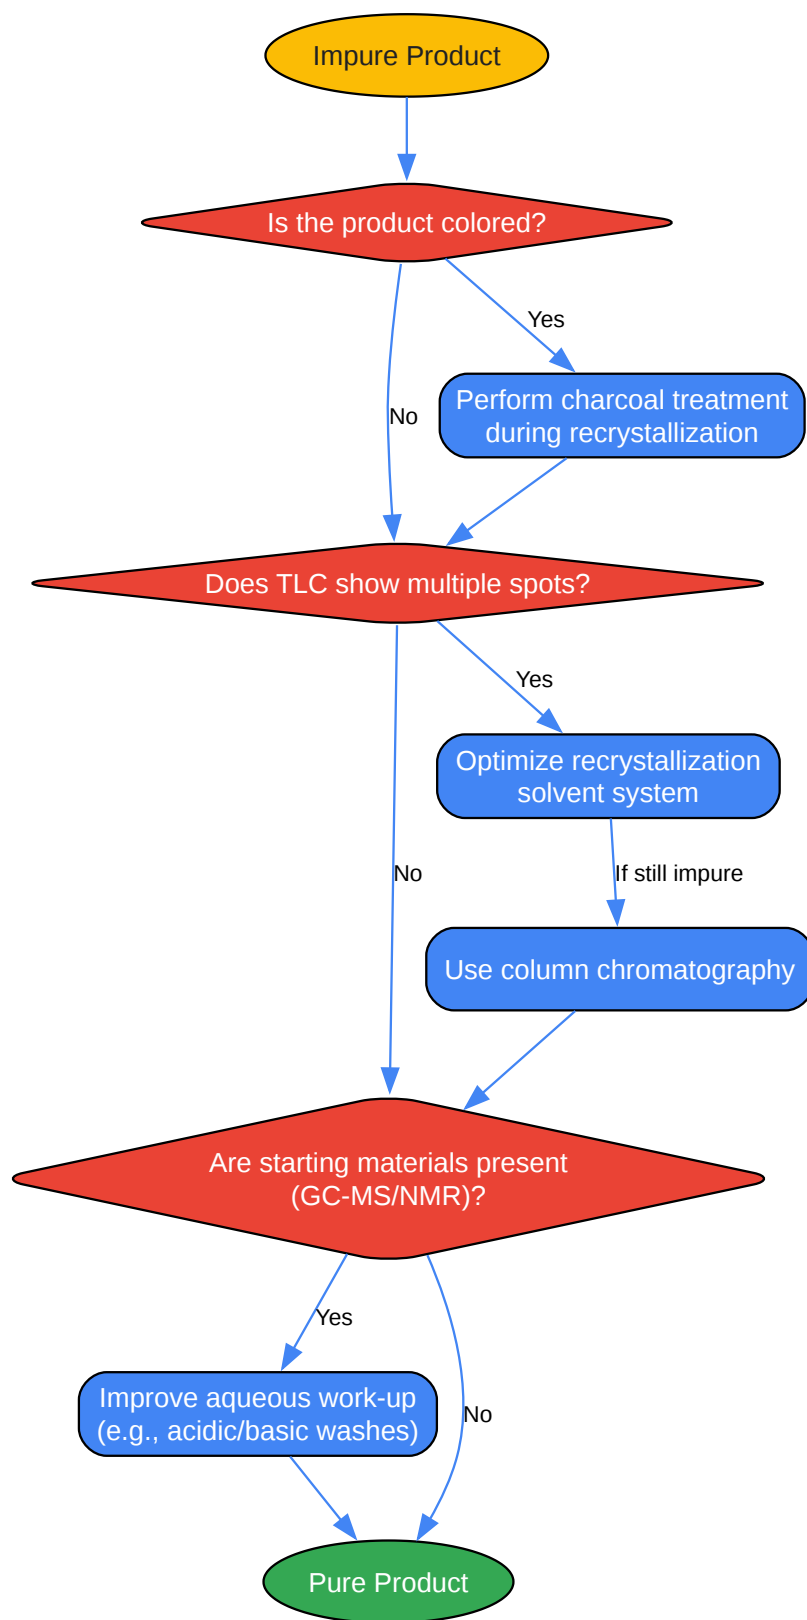 Impure Product
Is the product colored?
Yes
Perform charcoal treatment
during recrystallization
No
Does TLC show multiple spots?
Yes
Optimize recrystallization
solvent system
No
If still impure
Use column chromatography
Are starting materials present
(GC-MS/NMR)?
Yes
Improve aqueous work-up
(e.g., acidic/basic washes)
No
Pure Product